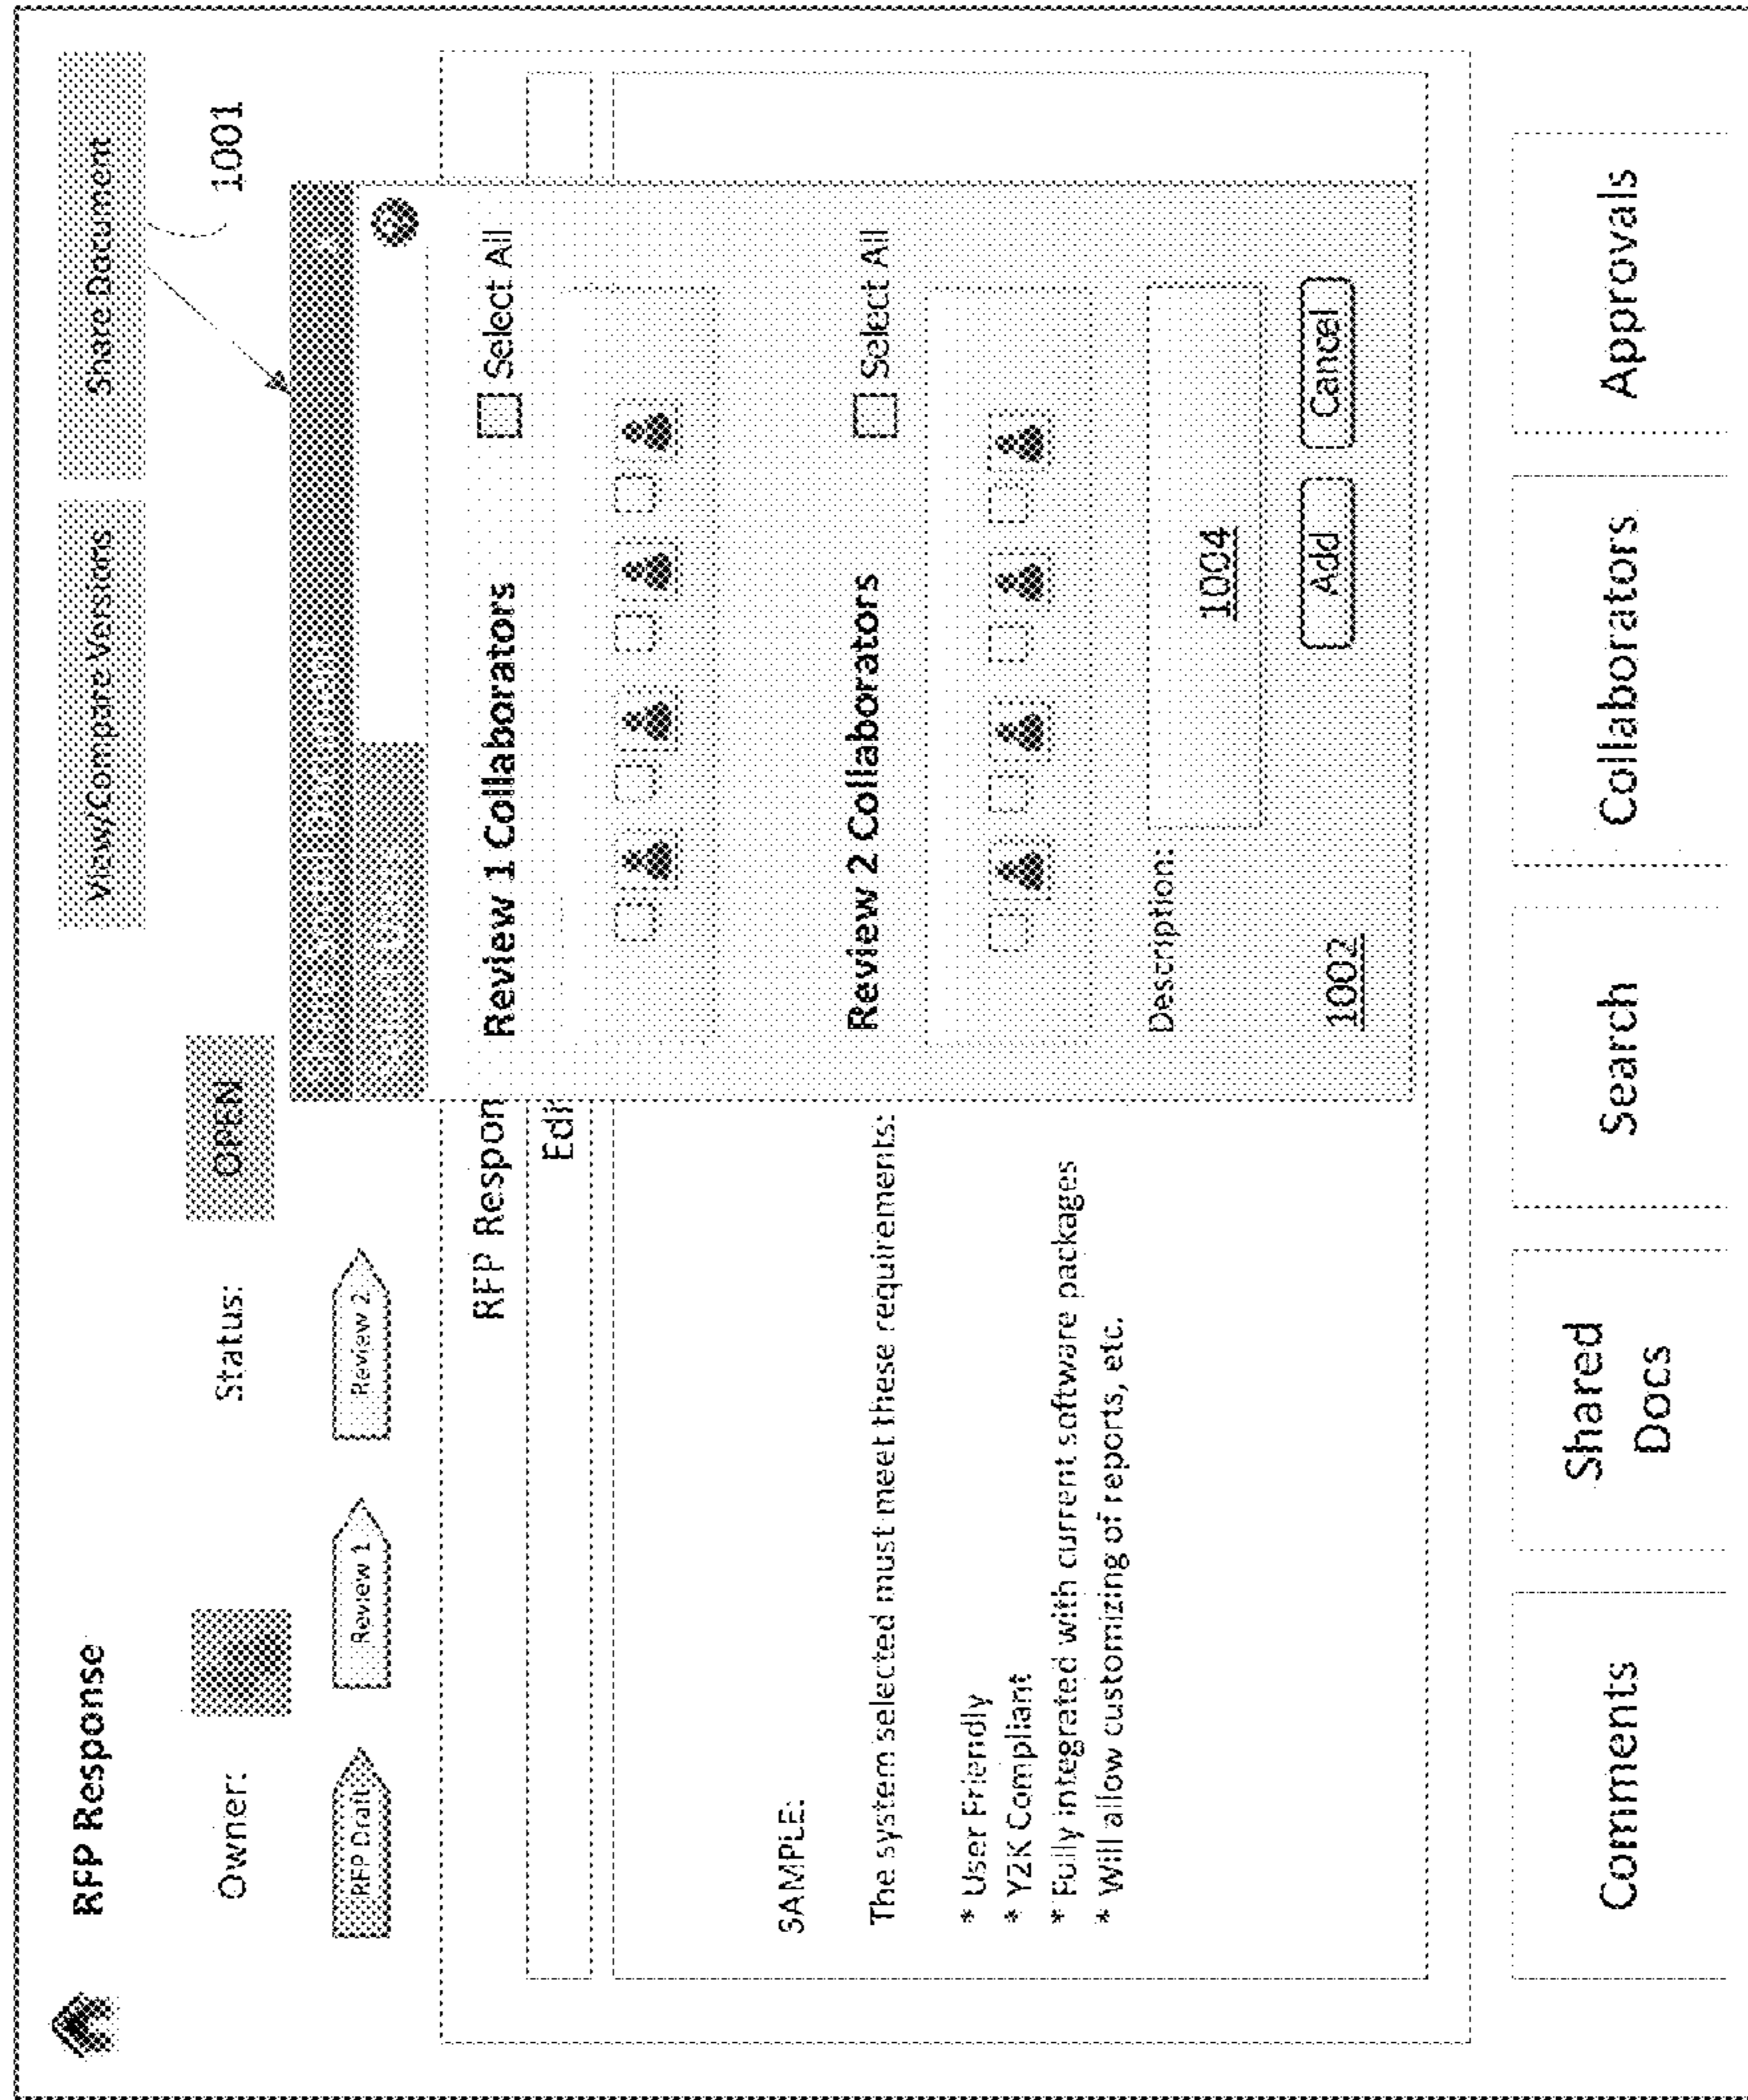 RFP Response
View/Compare Versions
Share Document
1001
Owner:
Status:
OPEN
RFP Draft
Review 1
Review 2
RFP Respon
Edi
Review 1 Collaborators
Select All
Review 2 Collaborators
Select All
Description:
1004
1002
Add
Cancel
SAMPLE:
The system selected must meet these requirements:
* User Friendly
* Y2K Compliant
* Fully integrated with current software packages
* Will allow customizing of reports, etc.
Comments
Shared
Docs
Search
Collaborators
Approvals